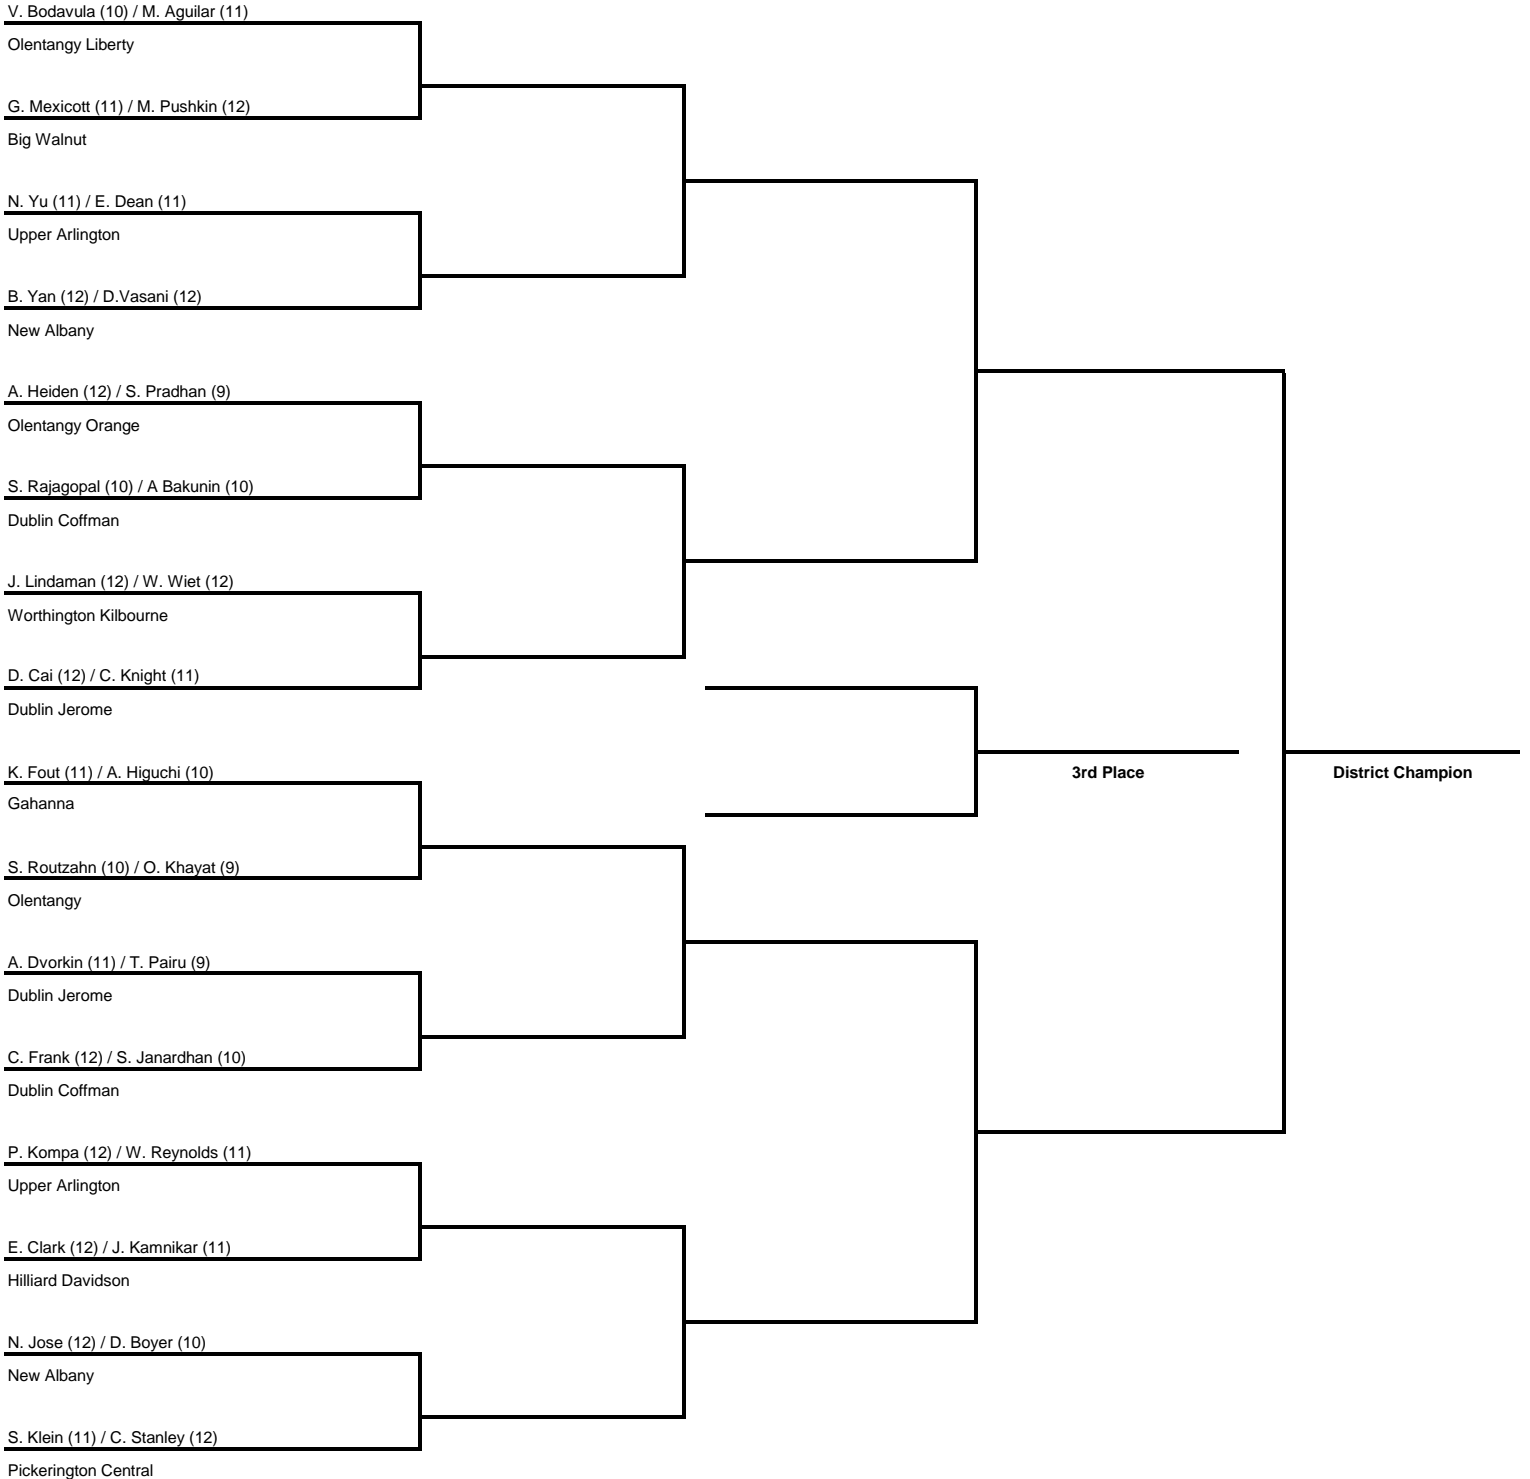 V. Bodavula (10) / M. Aguilar (11)
Olentangy Liberty
G. Mexicott (11) / M. Pushkin (12)
Big Walnut
N. Yu (11) / E. Dean (11)
Upper Arlington
B. Yan (12) / D.Vasani (12)
New Albany
A. Heiden (12) / S. Pradhan (9)
Olentangy Orange
S. Rajagopal (10) / A Bakunin (10)
Dublin Coffman
J. Lindaman (12) / W. Wiet (12)
Worthington Kilbourne
D. Cai (12) / C. Knight (11)
Dublin Jerome
K. Fout (11) / A. Higuchi (10)
3rd Place
District Champion
Gahanna
S. Routzahn (10) / O. Khayat (9)
Olentangy
A. Dvorkin (11) / T. Pairu (9)
Dublin Jerome
C. Frank (12) / S. Janardhan (10)
Dublin Coffman
P. Kompa (12) / W. Reynolds (11)
Upper Arlington
E. Clark (12) / J. Kamnikar (11)
Hilliard Davidson
N. Jose (12) / D. Boyer (10)
New Albany
S. Klein (11) / C. Stanley (12)
Pickerington Central